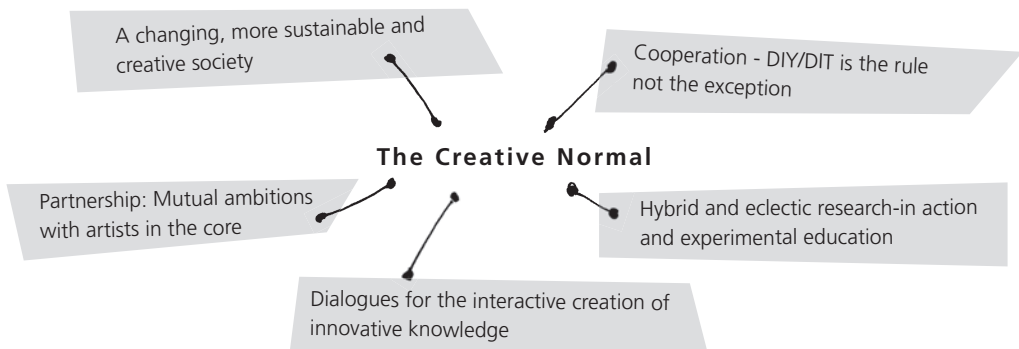 A changing, more sustainable and
creative society
Cooperation - DIY/DIT is the rule
not the exception
The Creative Normal
Partnership: Mutual ambitions
with artists in the core
Hybrid and eclectic research-in action
and experimental education
Dialogues for the interactive creation of
innovative knowledge